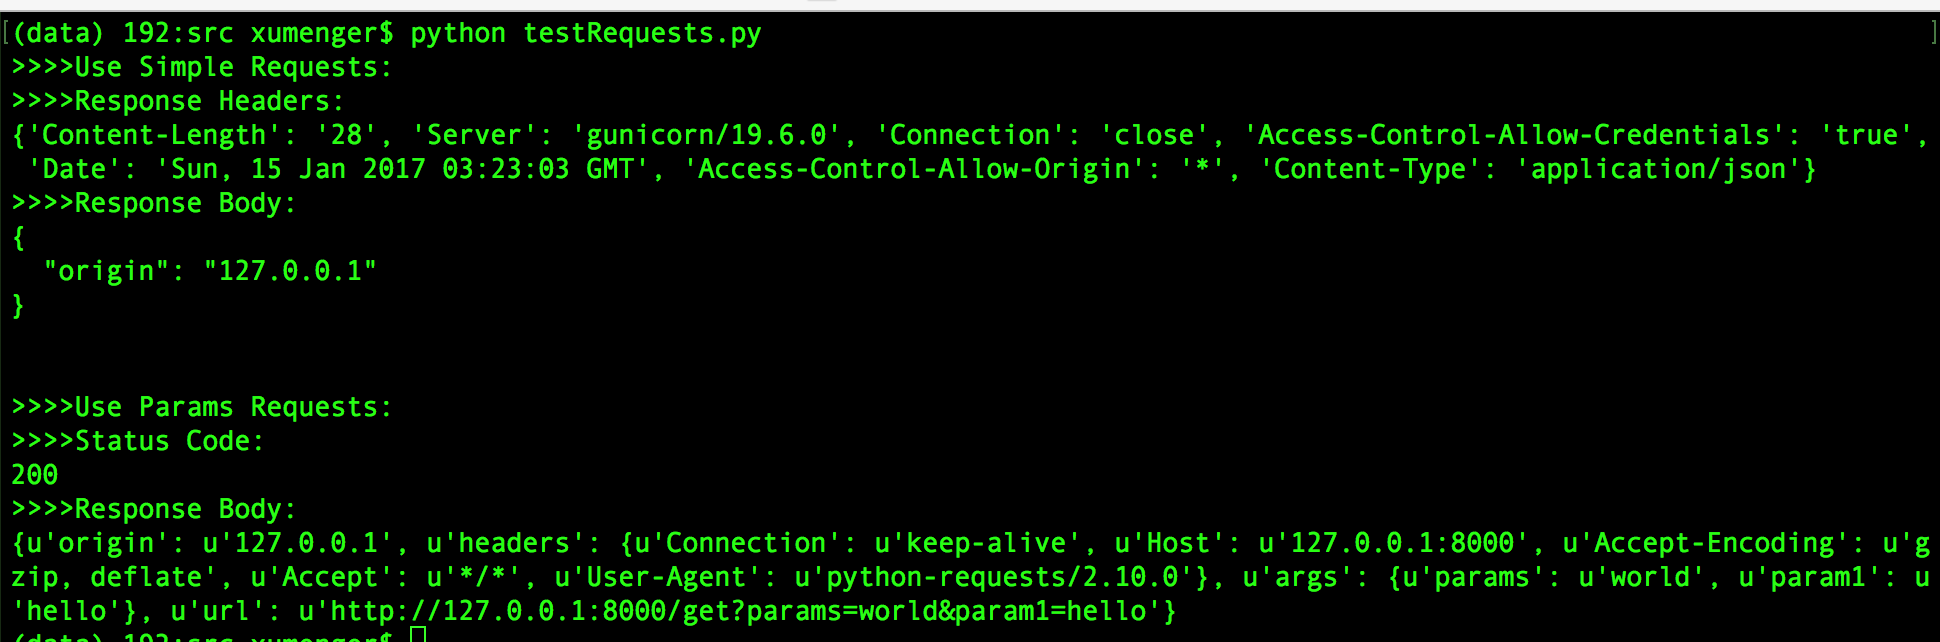 [(data) 192:src xumenger$ python testRequests.py ]
>>>>Use Simple Requests:
>>>>Response Headers:
{'Content-Length': '28', 'Server': 'gunicorn/19.6.0', 'Connection': 'close', 'Access-Control-Allow-Credentials': 'true',
 'Date': 'Sun, 15 Jan 2017 03:23:03 GMT', 'Access-Control-Allow-Origin': '*', 'Content-Type': 'application/json'}
>>>>Response Body:
{
  "origin": "127.0.0.1"
}
>>>>Use Params Requests:
>>>>Status Code:
200
>>>>Response Body:
{u'origin': u'127.0.0.1', u'headers': {u'Connection': u'keep-alive', u'Host': u'127.0.0.1:8000', u'Accept-Encoding': u'g
zip, deflate', u'Accept': u'*/*', u'User-Agent': u'python-requests/2.10.0'}, u'args': {u'params': u'world', u'param1': u
'hello'}, u'url': u'http://127.0.0.1:8000/get?params=world&param1=hello'}
(data) 192:src xumenger$